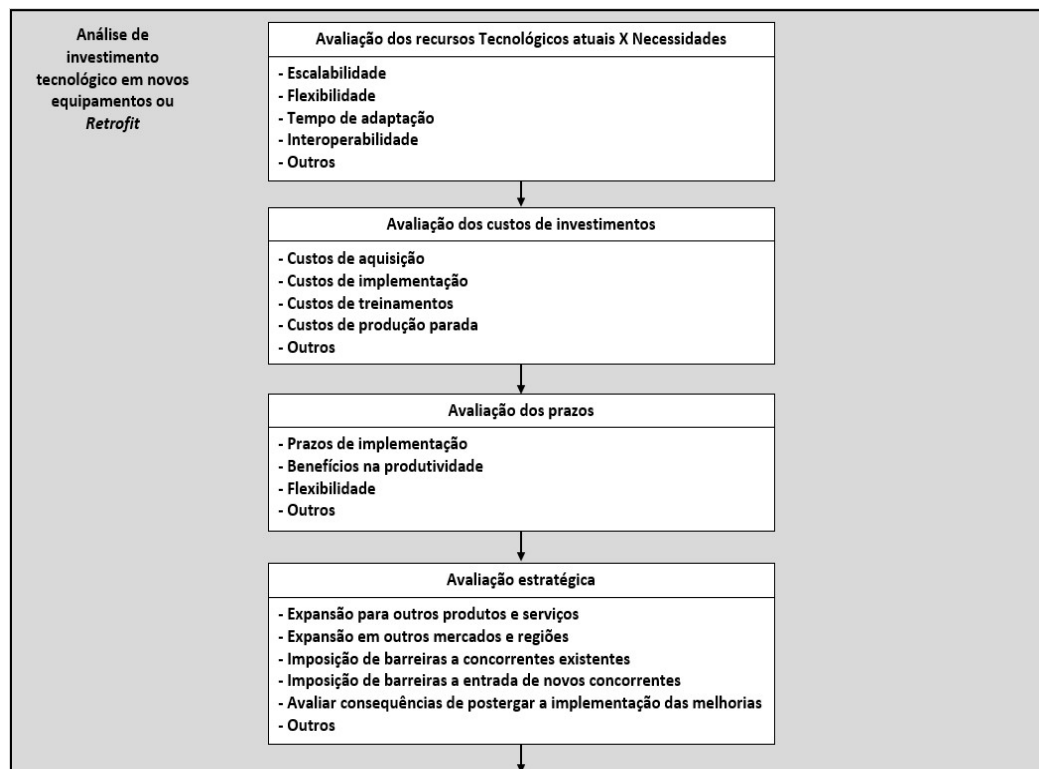 Análise de
investimento
tecnológico em novos
equipamentos ou
Retrofit
Avaliação dos recursos Tecnológicos atuais X Necessidades
- Escalabilidade
- Flexibilidade
- Tempo de adaptação
- Interoperabilidade
- Outros
Avaliação dos custos de investimentos
- Custos de aquisição
- Custos de implementação
- Custos de treinamentos
- Custos de produção parada
- Outros
Avaliação dos prazos
- Prazos de implementação
- Benefícios na produtividade
- Flexibilidade
- Outros
Avaliação estratégica
- Expansão para outros produtos e serviços
- Expansão em outros mercados e regiões
- Imposição de barreiras a concorrentes existentes
- Imposição de barreiras a entrada de novos concorrentes
- Avaliar consequências de postergar a implementação das melhorias
- Outros